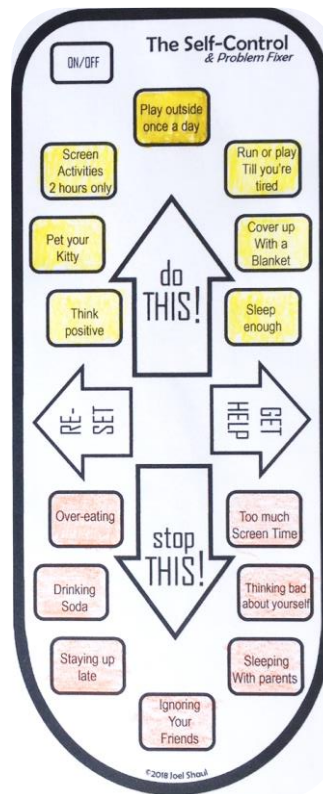 The Self-Control
& Problem Fixer
ON/OFF
Play outside
once a day
Screen
Activities
2 hours only
Run or play
Till you're
tired
Pet your
Kitty
Cover up
With a
Blanket
Think
positive
Sleep
enough
do
THIS!
RE-
SET
GET
HELP
stop
THIS!
Over-eating
Too much
Screen Time
Drinking
Soda
Thinking bad
about yourself
Staying up
late
Sleeping
With parents
Ignoring
Your
Friends
©2018 Joel Shaul